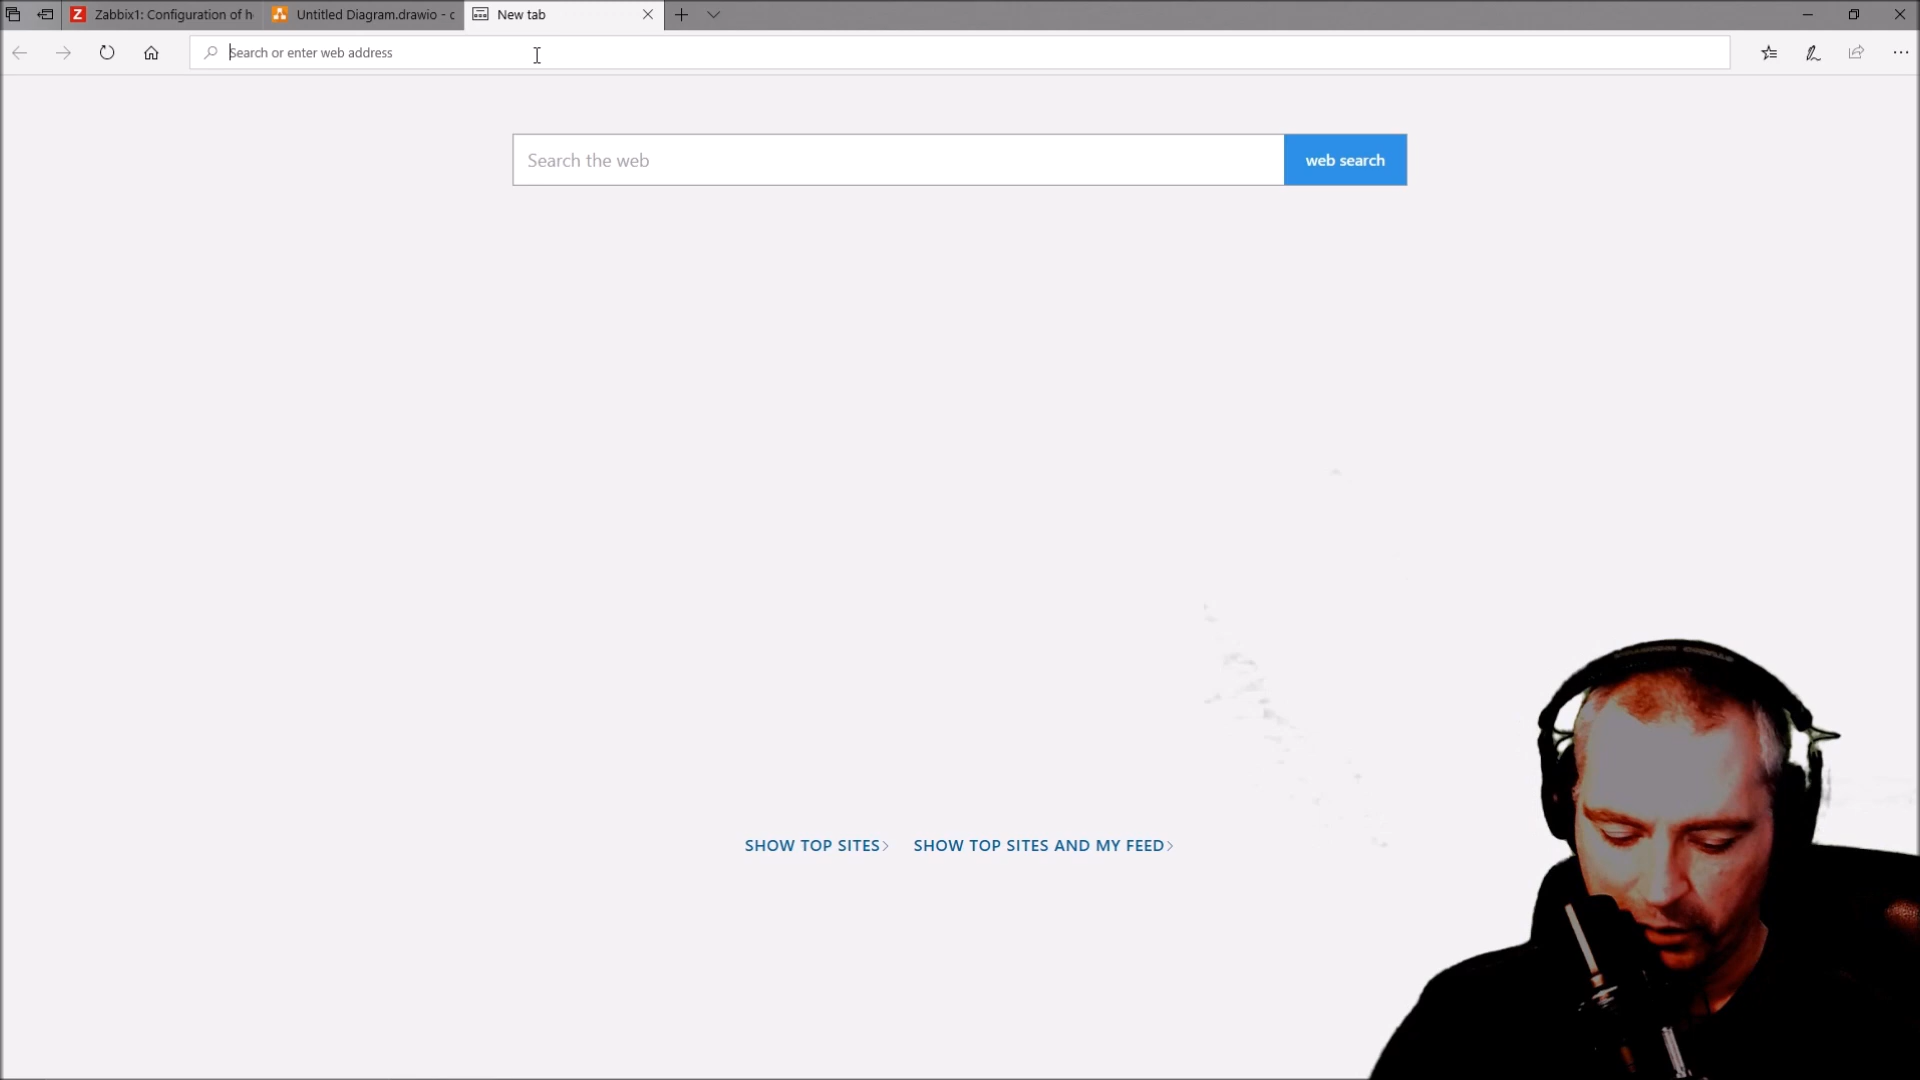 Z Zabbix1: Configuration of h
Untitled Diagram.drawio - c
New tab
Search or enter web address
Search the web
web search
SHOW TOP SITES
SHOW TOP SITES AND MY FEED